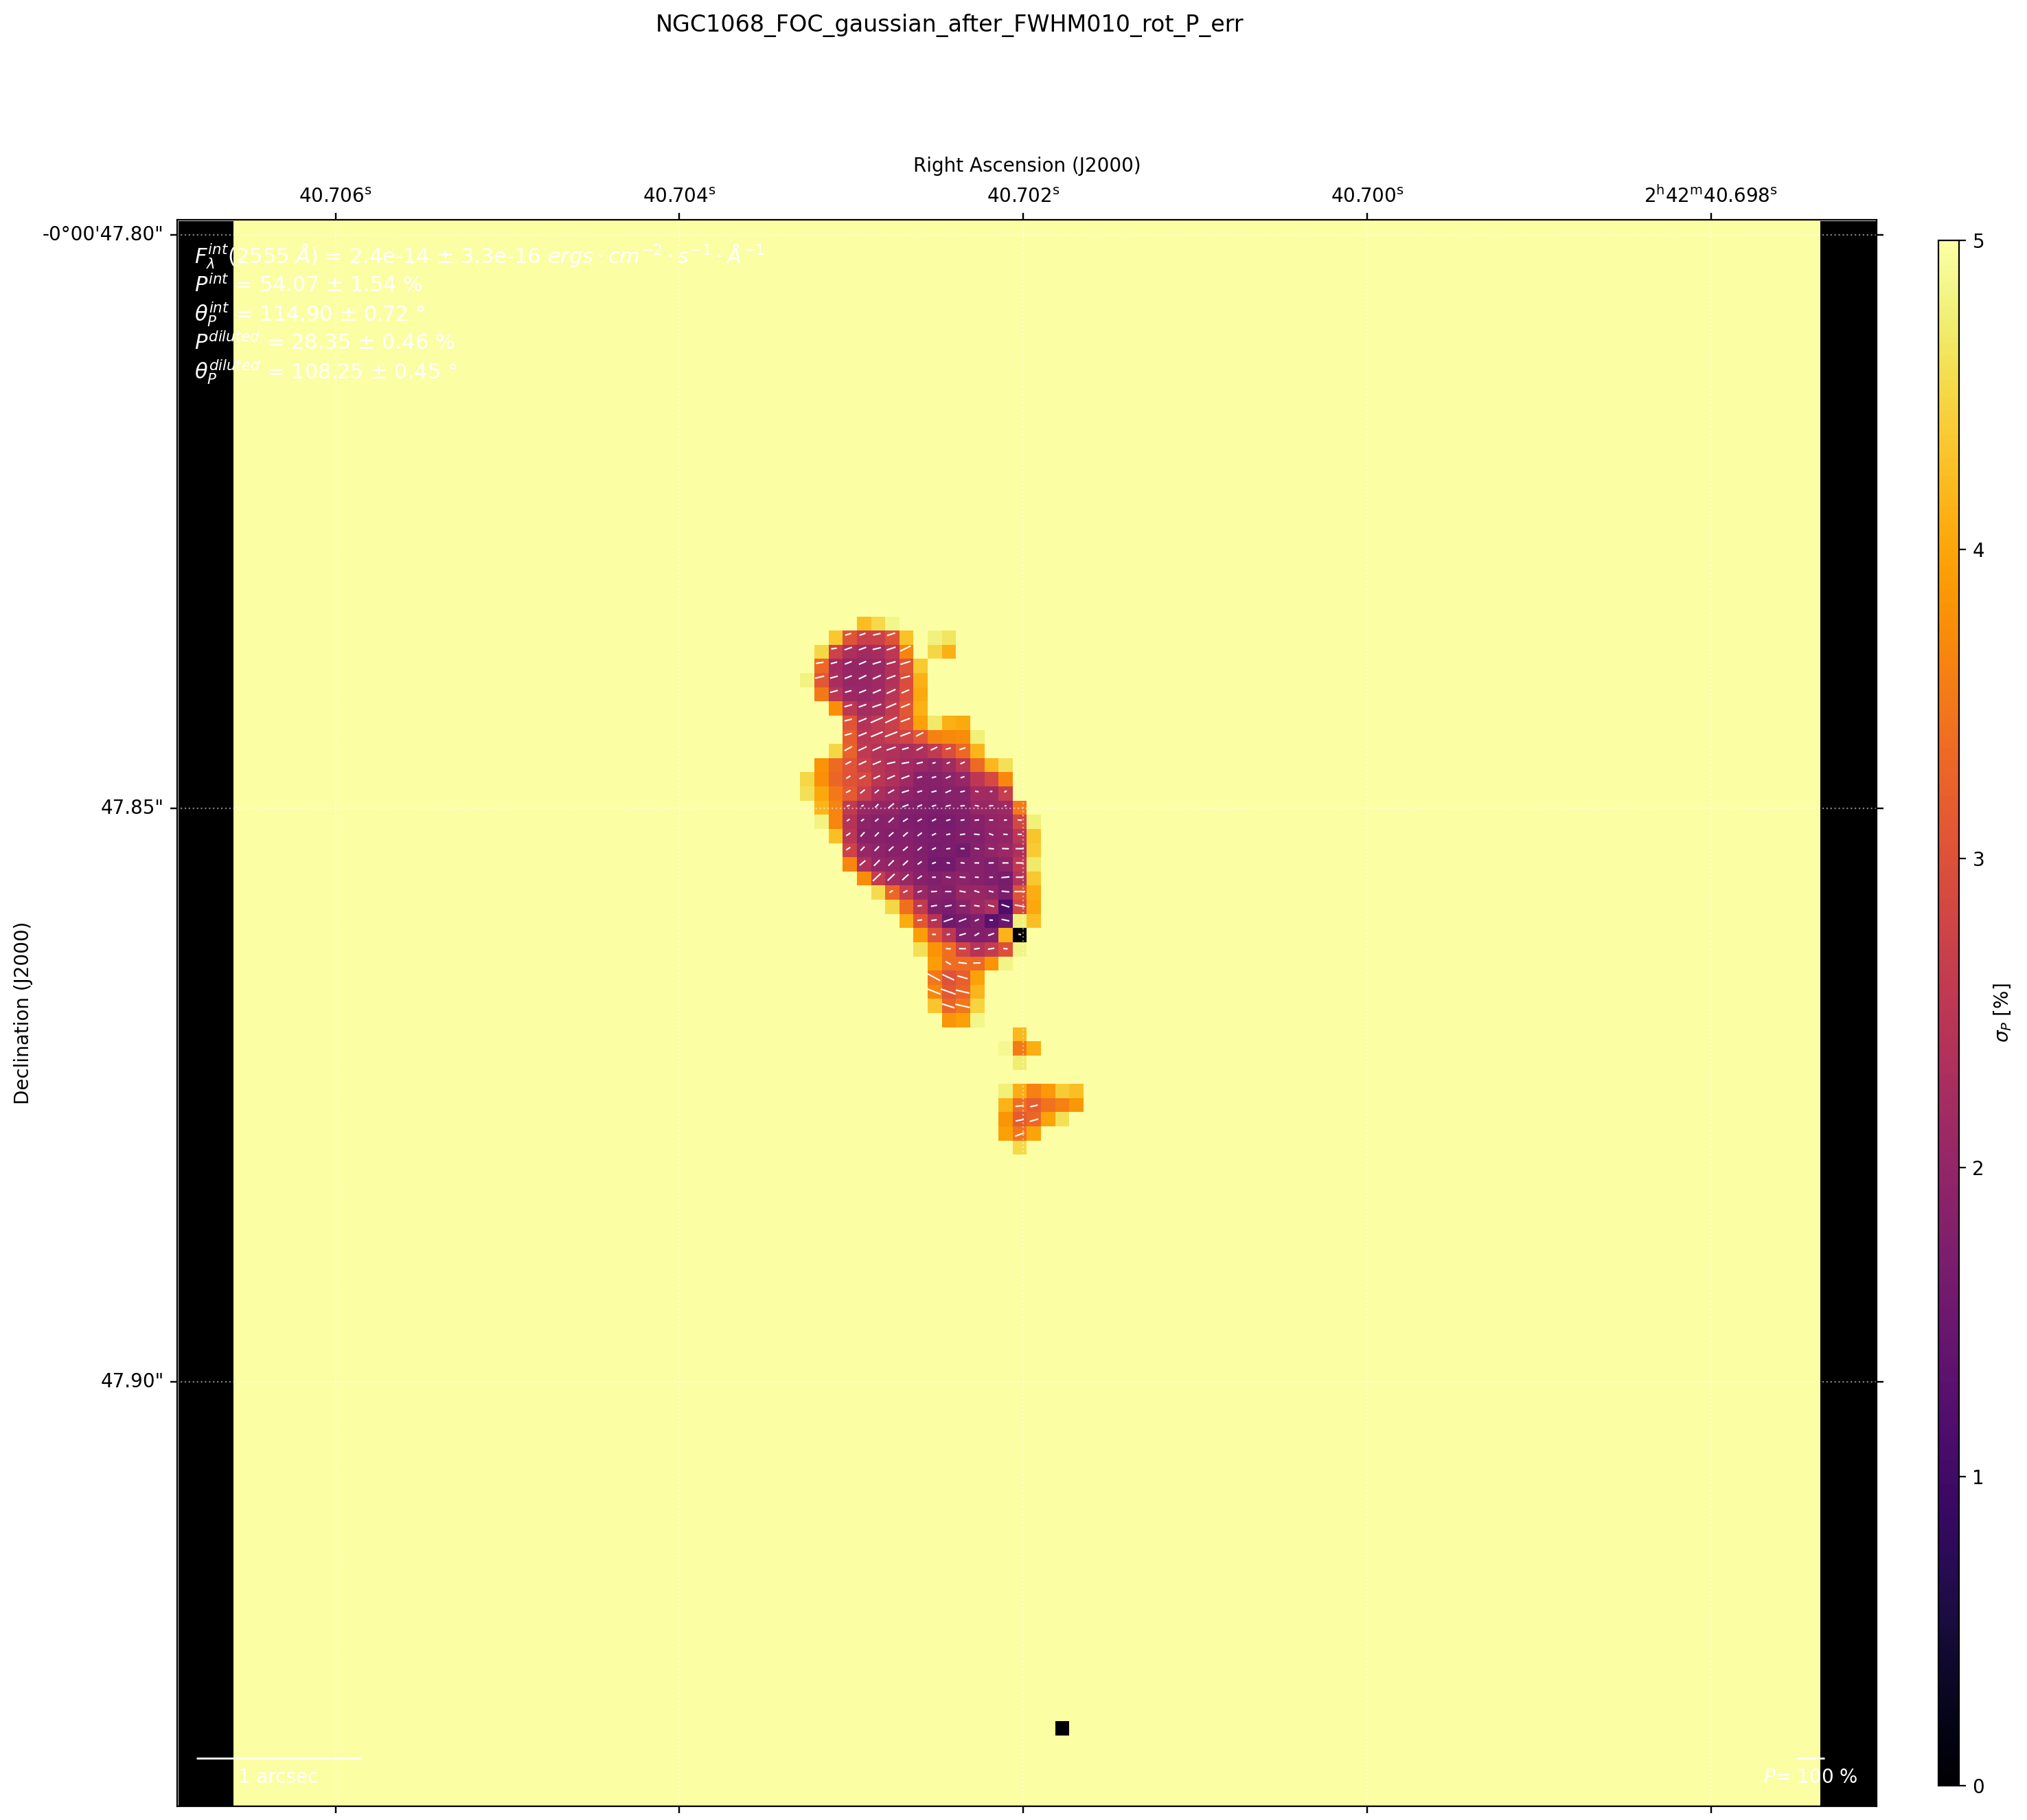 NGC1068_FOC_gaussian_after_FWHM010_rot_P_err
Right Ascension (J2000)
40.706ˢ 40.704ˢ 40.702ˢ 40.700ˢ 2ʰ42ᵐ40.698ˢ
-0°00'47.80"
47.85"
47.90"
Declination (J2000)
F_λ^int (2555 Å) = 2.4e-14 ± 3.3e-16 ergs · cm⁻² · s⁻¹ · Å⁻¹
P^int = 54.07 ± 1.54 %
θ_P^int = 114.90 ± 0.72 °
P^diluted = 28.35 ± 0.46 %
θ_P^diluted = 108.25 ± 0.45 °
1 arcsec
P= 100 %
5
4
3
2
1
0
σ_P [%]